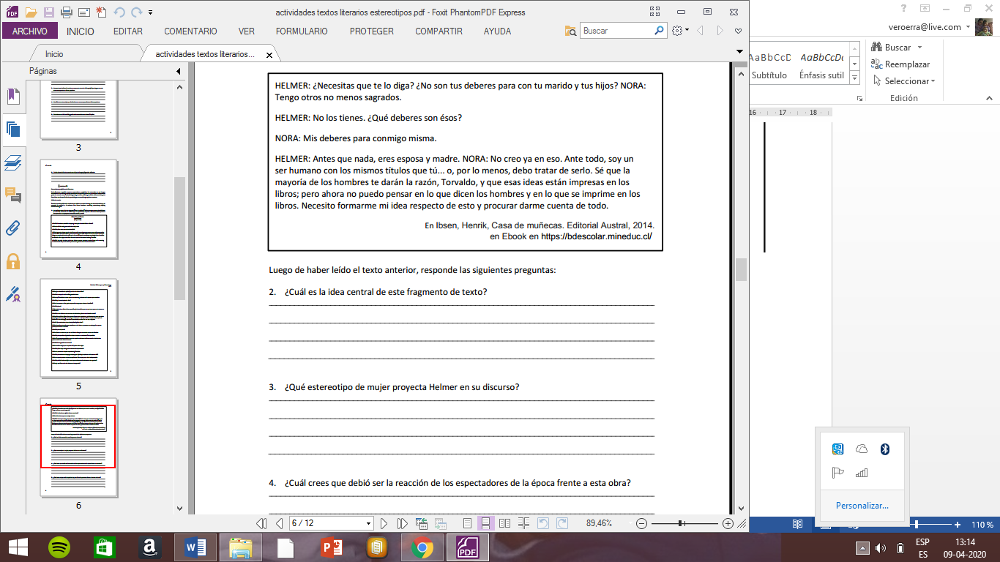 actividades textos literarios estereotipos.pdf - Foxit PhantomPDF Express
ARCHIVO INICIO EDITAR COMENTARIO VER FORMULARIO PROTEGER COMPARTIR AYUDA
Buscar
Inicio
actividades textos literarios...
Páginas
3
4
5
6
HELMER: ¿Necesitas que te lo diga? ¿No son tus deberes para con tu marido y tus hijos? NORA:
Tengo otros no menos sagrados.
HELMER: No los tienes. ¿Qué deberes son ésos?
NORA: Mis deberes para conmigo misma.
HELMER: Antes que nada, eres esposa y madre. NORA: No creo ya en eso. Ante todo, soy un
ser humano con los mismos títulos que tú... o, por lo menos, debo tratar de serlo. Sé que la
mayoría de los hombres te darán la razón, Torvaldo, y que esas ideas están impresas en los
libros; pero ahora no puedo pensar en lo que dicen los hombres y en lo que se imprime en los
libros. Necesito formarme mi idea respecto de esto y procurar darme cuenta de todo.
En Ibsen, Henrik, Casa de muñecas. Editorial Austral, 2014.
en Ebook en https://bdescolar.mineduc.cl/
Luego de haber leído el texto anterior, responde las siguientes preguntas:
2. ¿Cuál es la idea central de este fragmento de texto?
3. ¿Qué estereotipo de mujer proyecta Helmer en su discurso?
4. ¿Cuál crees que debió ser la reacción de los espectadores de la época frente a esta obra?
6 / 12
89,46%
veroerra@live.com
AaBbCcD AaBbCcDc
Subtítulo Énfasis sutil
Buscar
Reemplazar
Seleccionar
Edición
16 17 18
Personalizar...
110 %
ESP
ES
13:14
09-04-2020